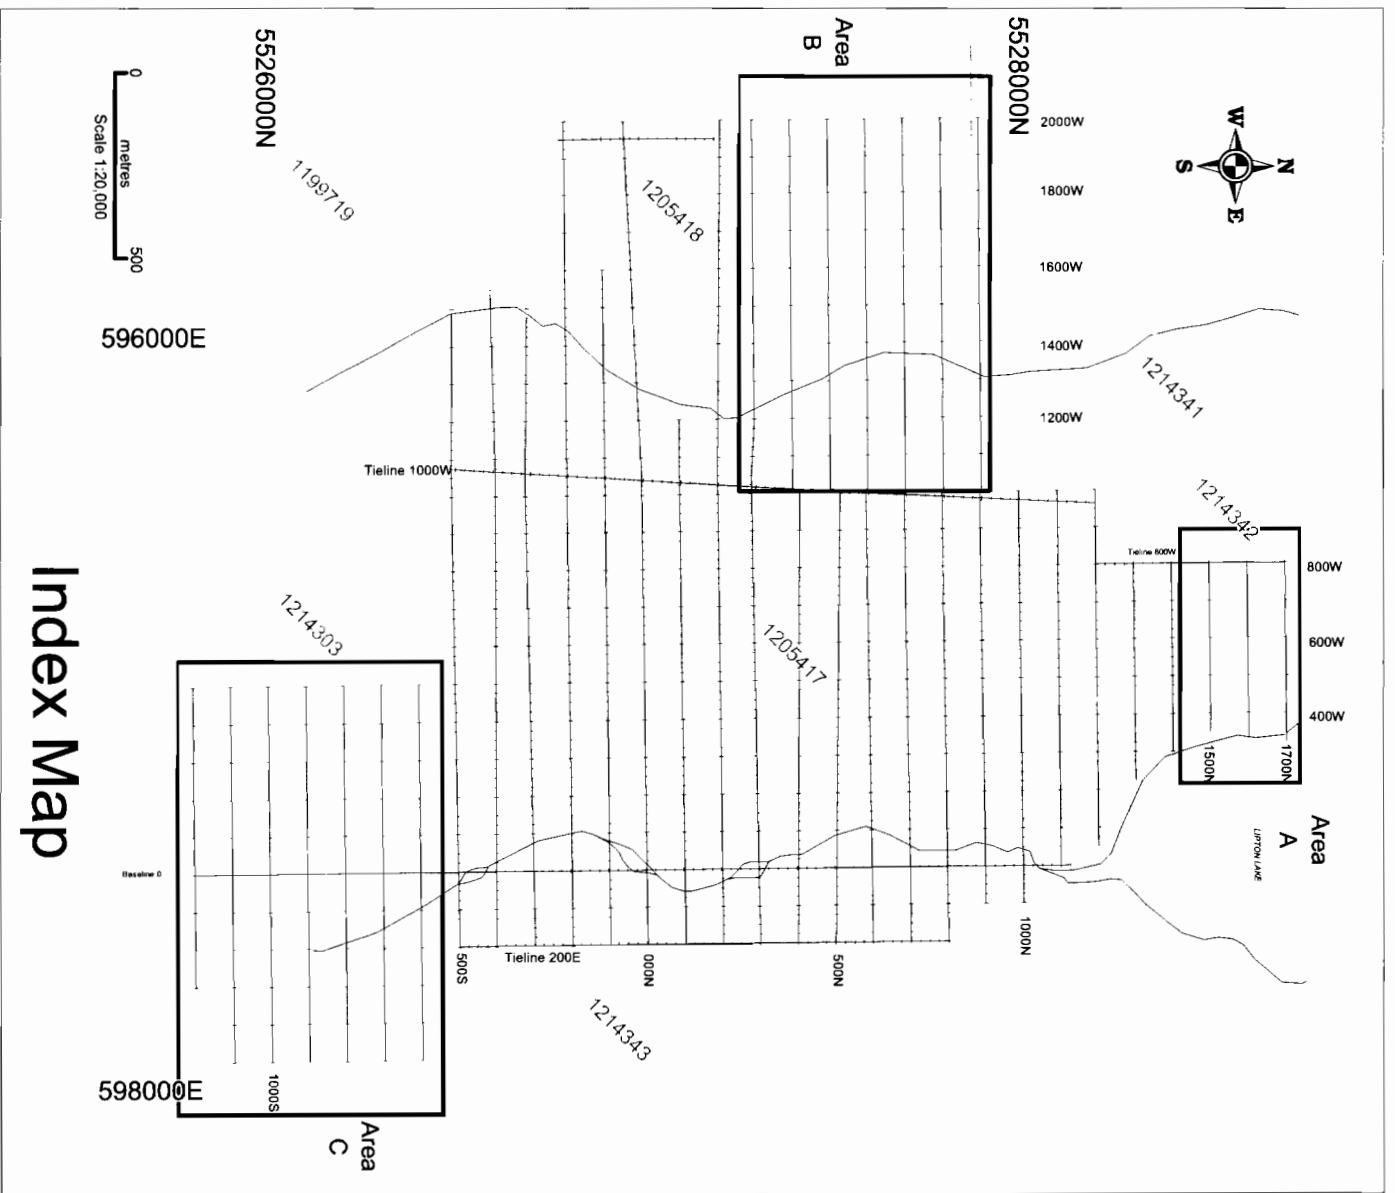 Area
B
5528000N
5526000N
W
N
S
E
2000W
1800W
1600W
1400W
1200W
0
500
metres
Scale 1:20,000
1199719
1205418
596000E
1214341
Tieline 1000W
1214342
Tieline 800W
800W
600W
400W
1500N
1700N
Area
A
LIPTON LAKE
Index Map
1214303
1205417
Baseline 0
1000N
500N
000N
500S
Tieline 200E
1214343
598000E
1000S
Area
C